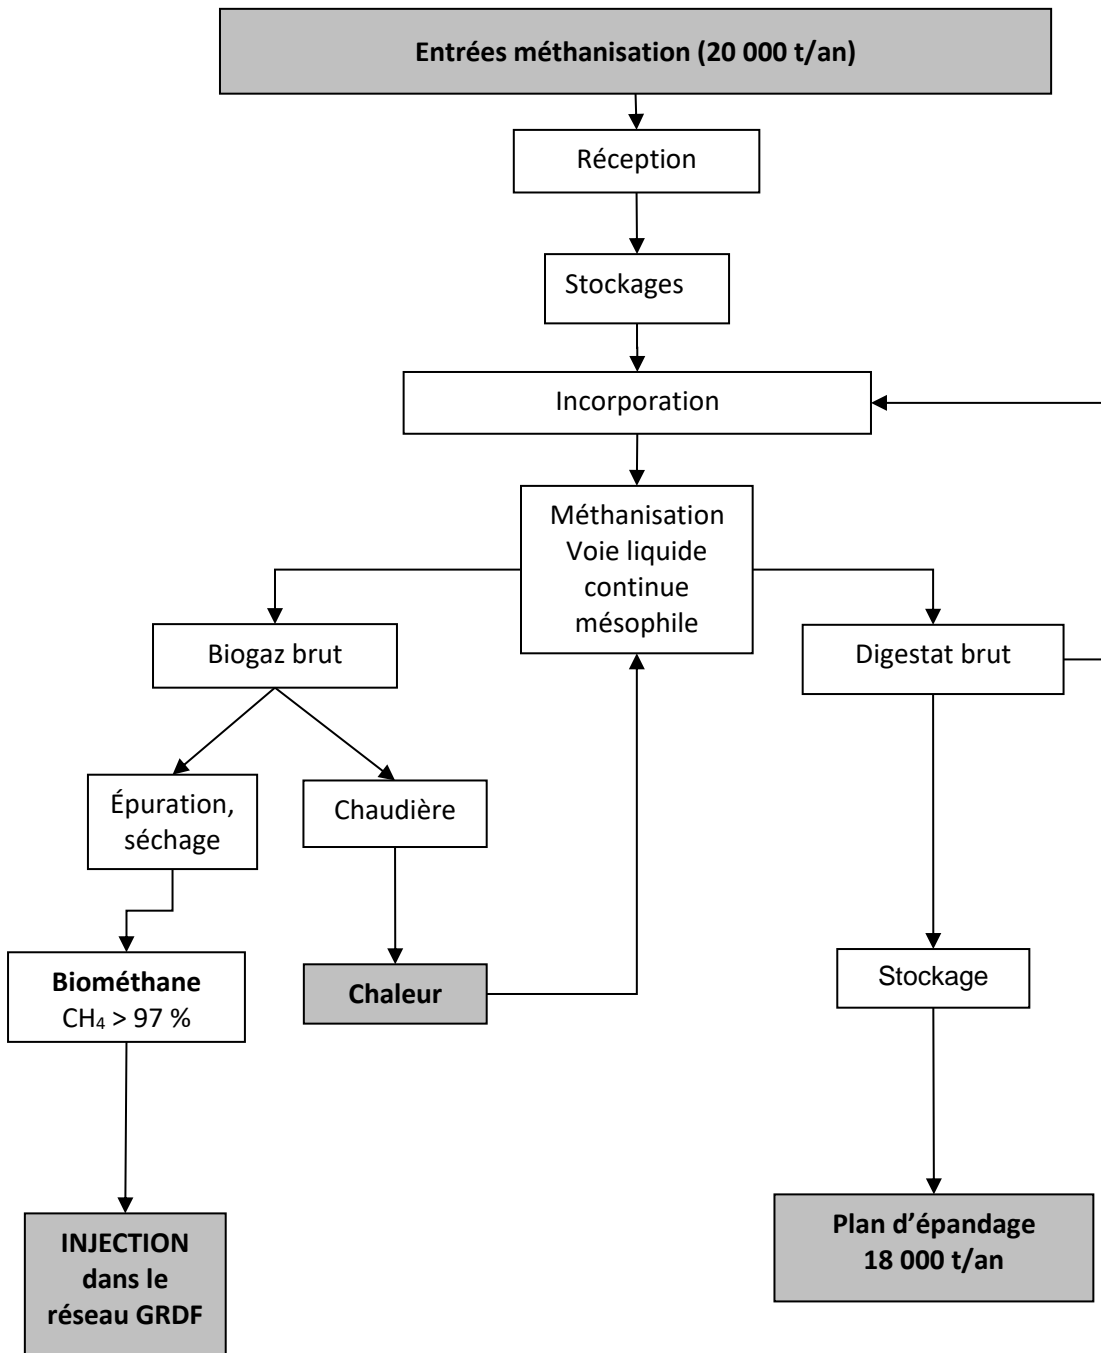 Entrées méthanisation (20 000 t/an)
Réception
Stockages
Incorporation
Méthanisation
Voie liquide
continue
mésophile
Biogaz brut
Digestat brut
Épuration,
séchage
Chaudière
Biométhane
CH₄ > 97 %
Chaleur
Stockage
INJECTION
dans le
réseau GRDF
Plan d’épandage
18 000 t/an